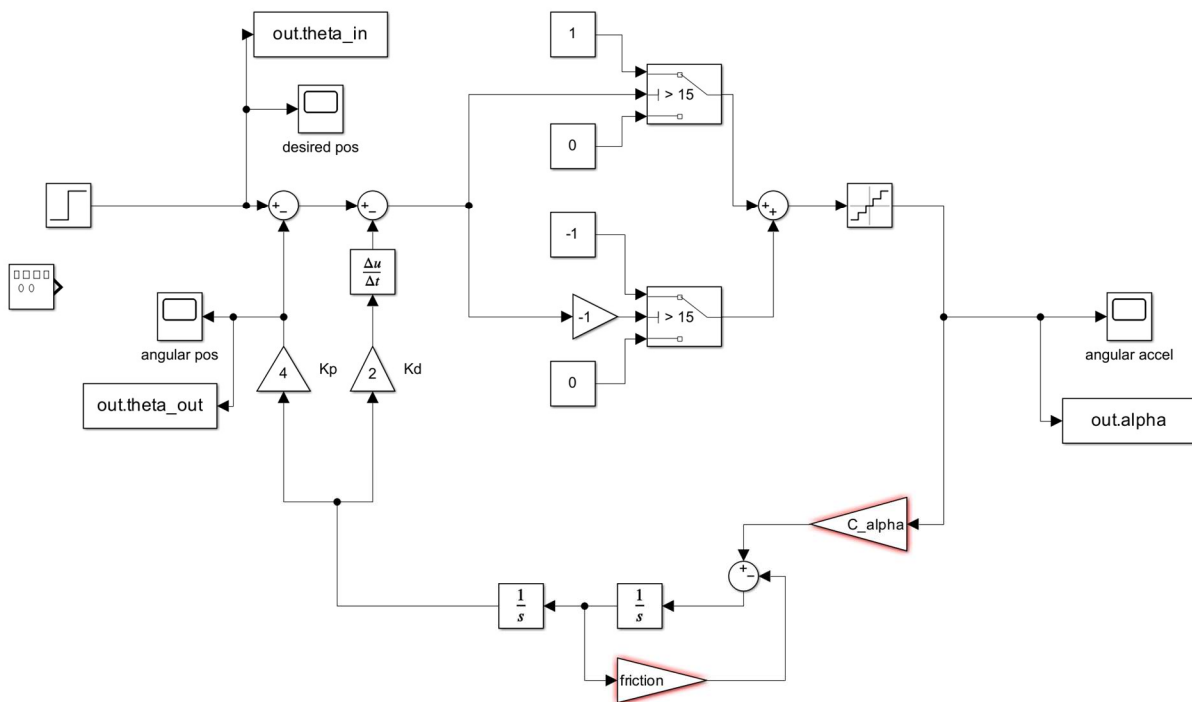 out.theta_in
1
> 15
desired pos
0
+
−
+
−
+
+
-1
Δu
Δt
-1
> 15
angular pos
angular accel
4
Kp
2
Kd
0
out.theta_out
out.alpha
C_alpha
+
−
1
s
1
s
friction